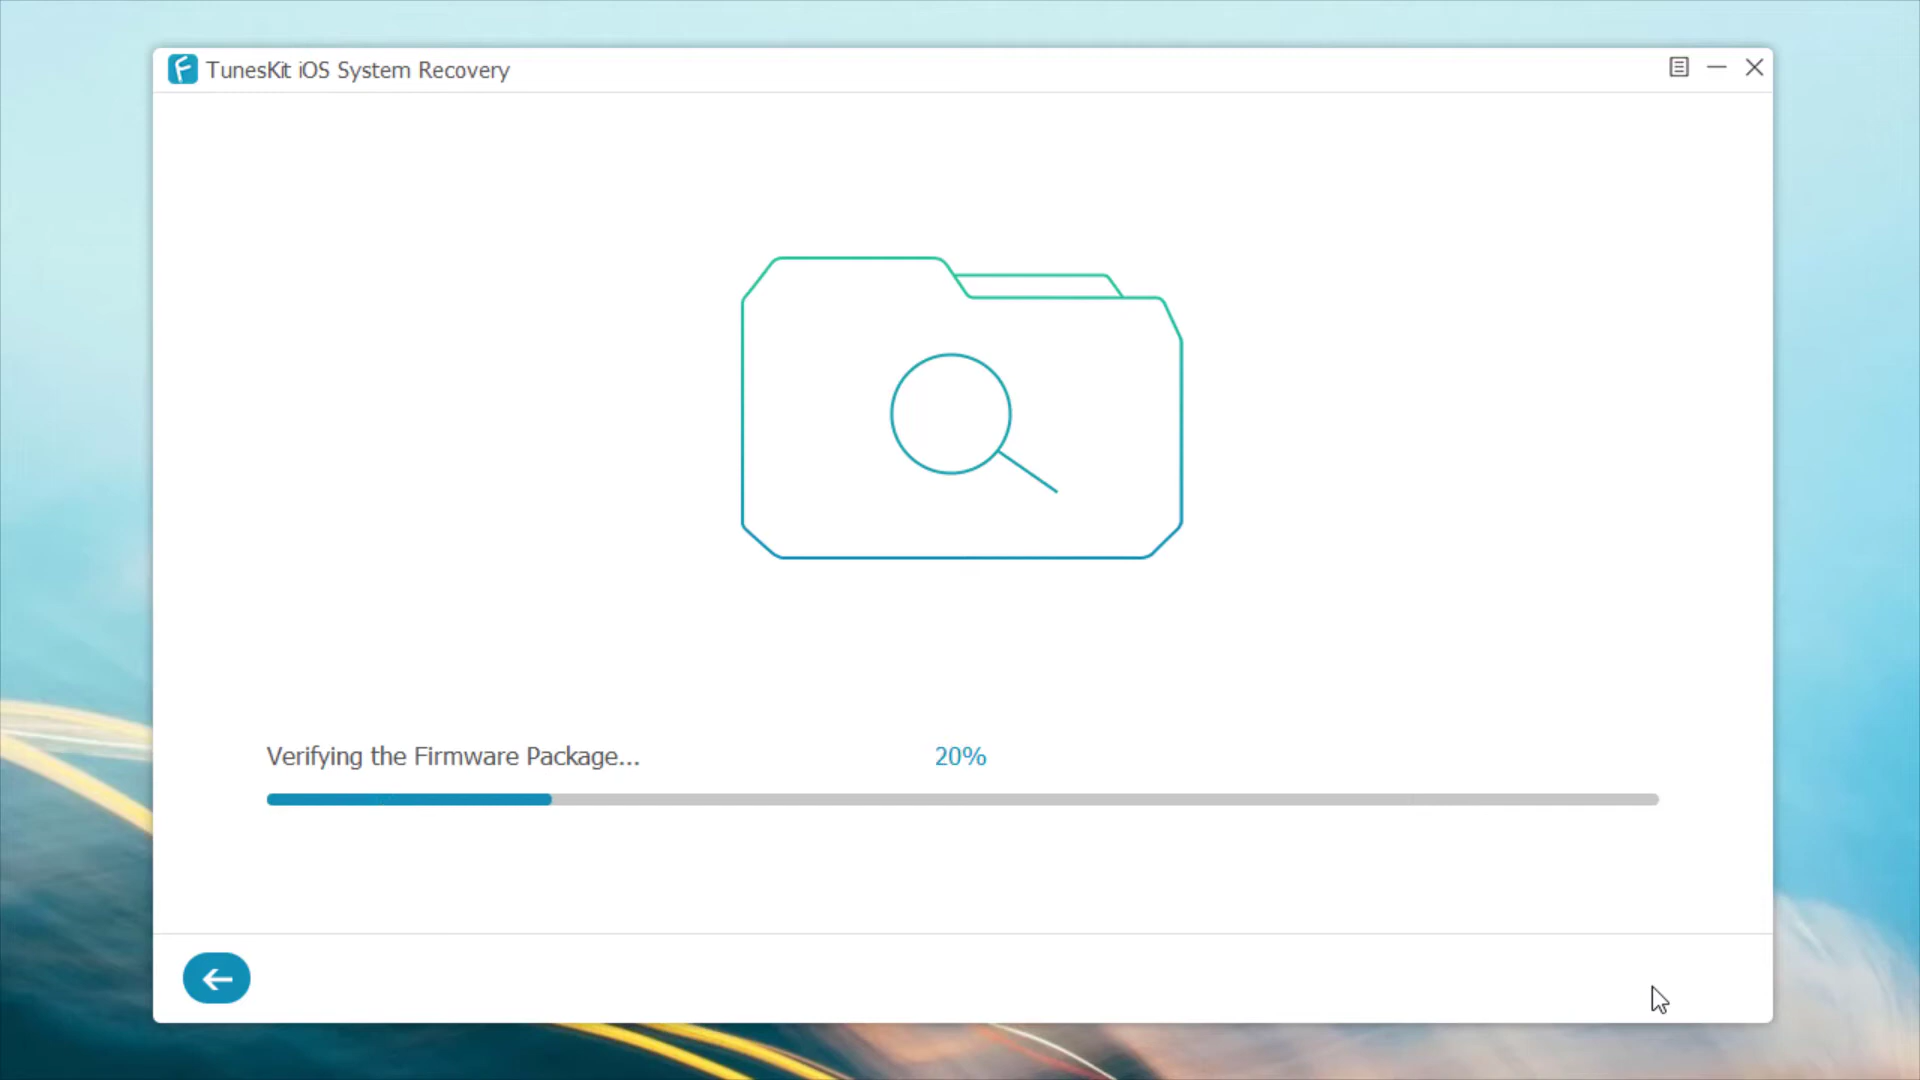 TunesKit iOS System Recovery
Verifying the Firmware Package...
20%